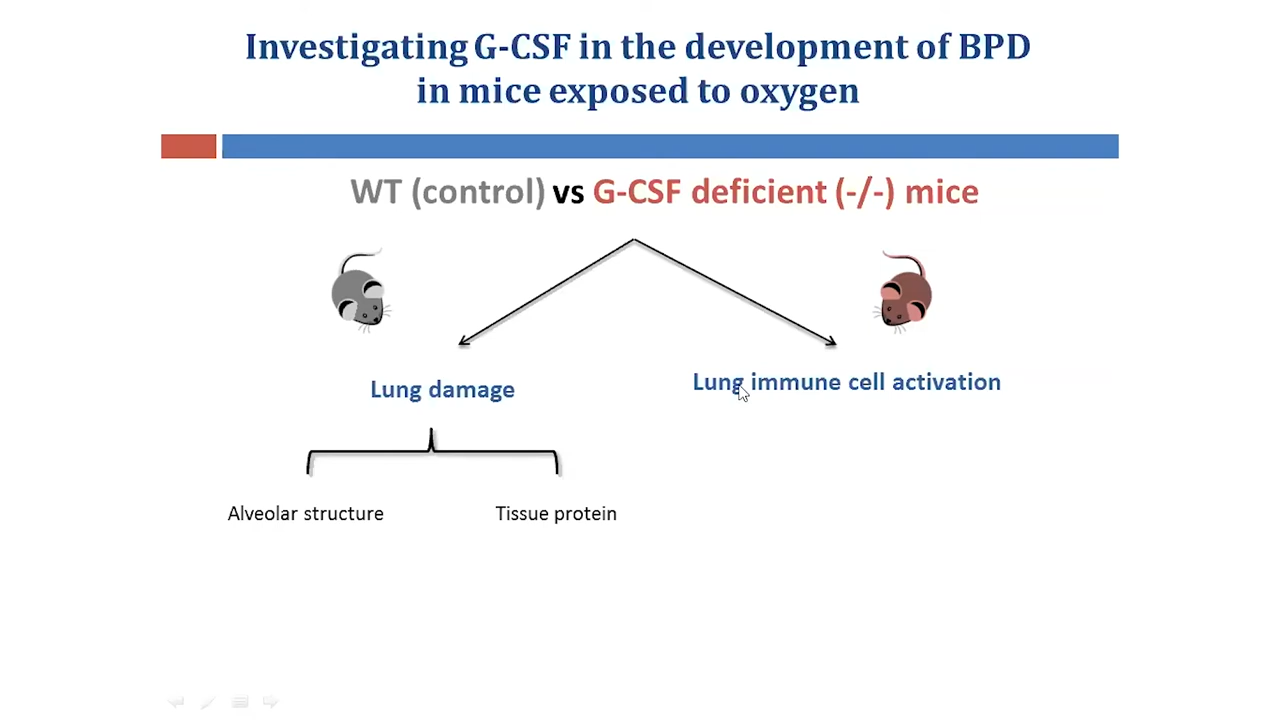 Investigating G-CSF in the development of BPD
in mice exposed to oxygen
WT (control) vs G-CSF deficient (-/-) mice
Lung damage
Lung immune cell activation
Alveolar structure
Tissue protein